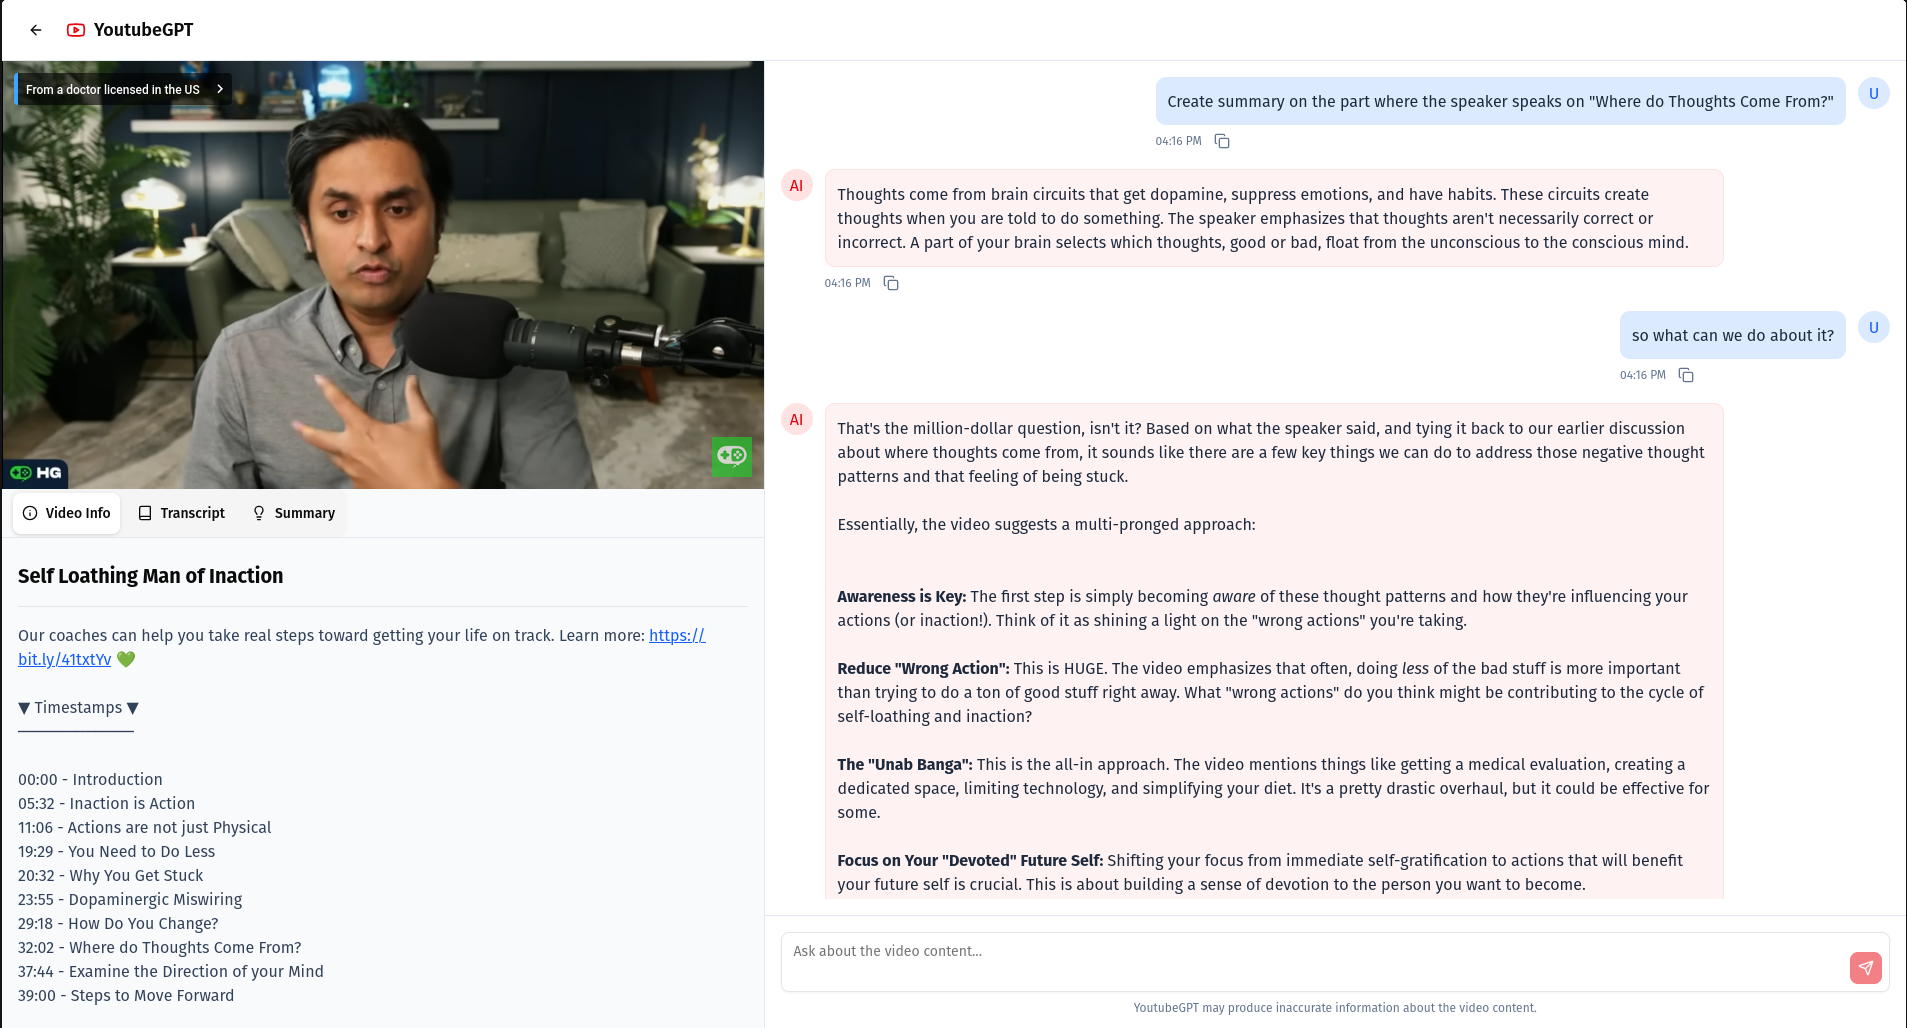 YoutubeGPT
From a doctor licensed in the US
HG
Video Info
Transcript
Summary
Self Loathing Man of Inaction
Our coaches can help you take real steps toward getting your life on track. Learn more: https://
bit.ly/41txtYv 💚
▼ Timestamps ▼
00:00 - Introduction
05:32 - Inaction is Action
11:06 - Actions are not just Physical
19:29 - You Need to Do Less
20:32 - Why You Get Stuck
23:55 - Dopaminergic Miswiring
29:18 - How Do You Change?
32:02 - Where do Thoughts Come From?
37:44 - Examine the Direction of your Mind
39:00 - Steps to Move Forward
Create summary on the part where the speaker speaks on "Where do Thoughts Come From?"
U
04:16 PM
AI
Thoughts come from brain circuits that get dopamine, suppress emotions, and have habits. These circuits create
thoughts when you are told to do something. The speaker emphasizes that thoughts aren't necessarily correct or
incorrect. A part of your brain selects which thoughts, good or bad, float from the unconscious to the conscious mind.
04:16 PM
so what can we do about it?
U
04:16 PM
AI
That's the million-dollar question, isn't it? Based on what the speaker said, and tying it back to our earlier discussion
about where thoughts come from, it sounds like there are a few key things we can do to address those negative thought
patterns and that feeling of being stuck.
Essentially, the video suggests a multi-pronged approach:
Awareness is Key: The first step is simply becoming aware of these thought patterns and how they're influencing your
actions (or inaction!). Think of it as shining a light on the "wrong actions" you're taking.
Reduce "Wrong Action": This is HUGE. The video emphasizes that often, doing less of the bad stuff is more important
than trying to do a ton of good stuff right away. What "wrong actions" do you think might be contributing to the cycle of
self-loathing and inaction?
The "Unab Banga": This is the all-in approach. The video mentions things like getting a medical evaluation, creating a
dedicated space, limiting technology, and simplifying your diet. It's a pretty drastic overhaul, but it could be effective for
some.
Focus on Your "Devoted" Future Self: Shifting your focus from immediate self-gratification to actions that will benefit
your future self is crucial. This is about building a sense of devotion to the person you want to become.
Ask about the video content...
YoutubeGPT may produce inaccurate information about the video content.